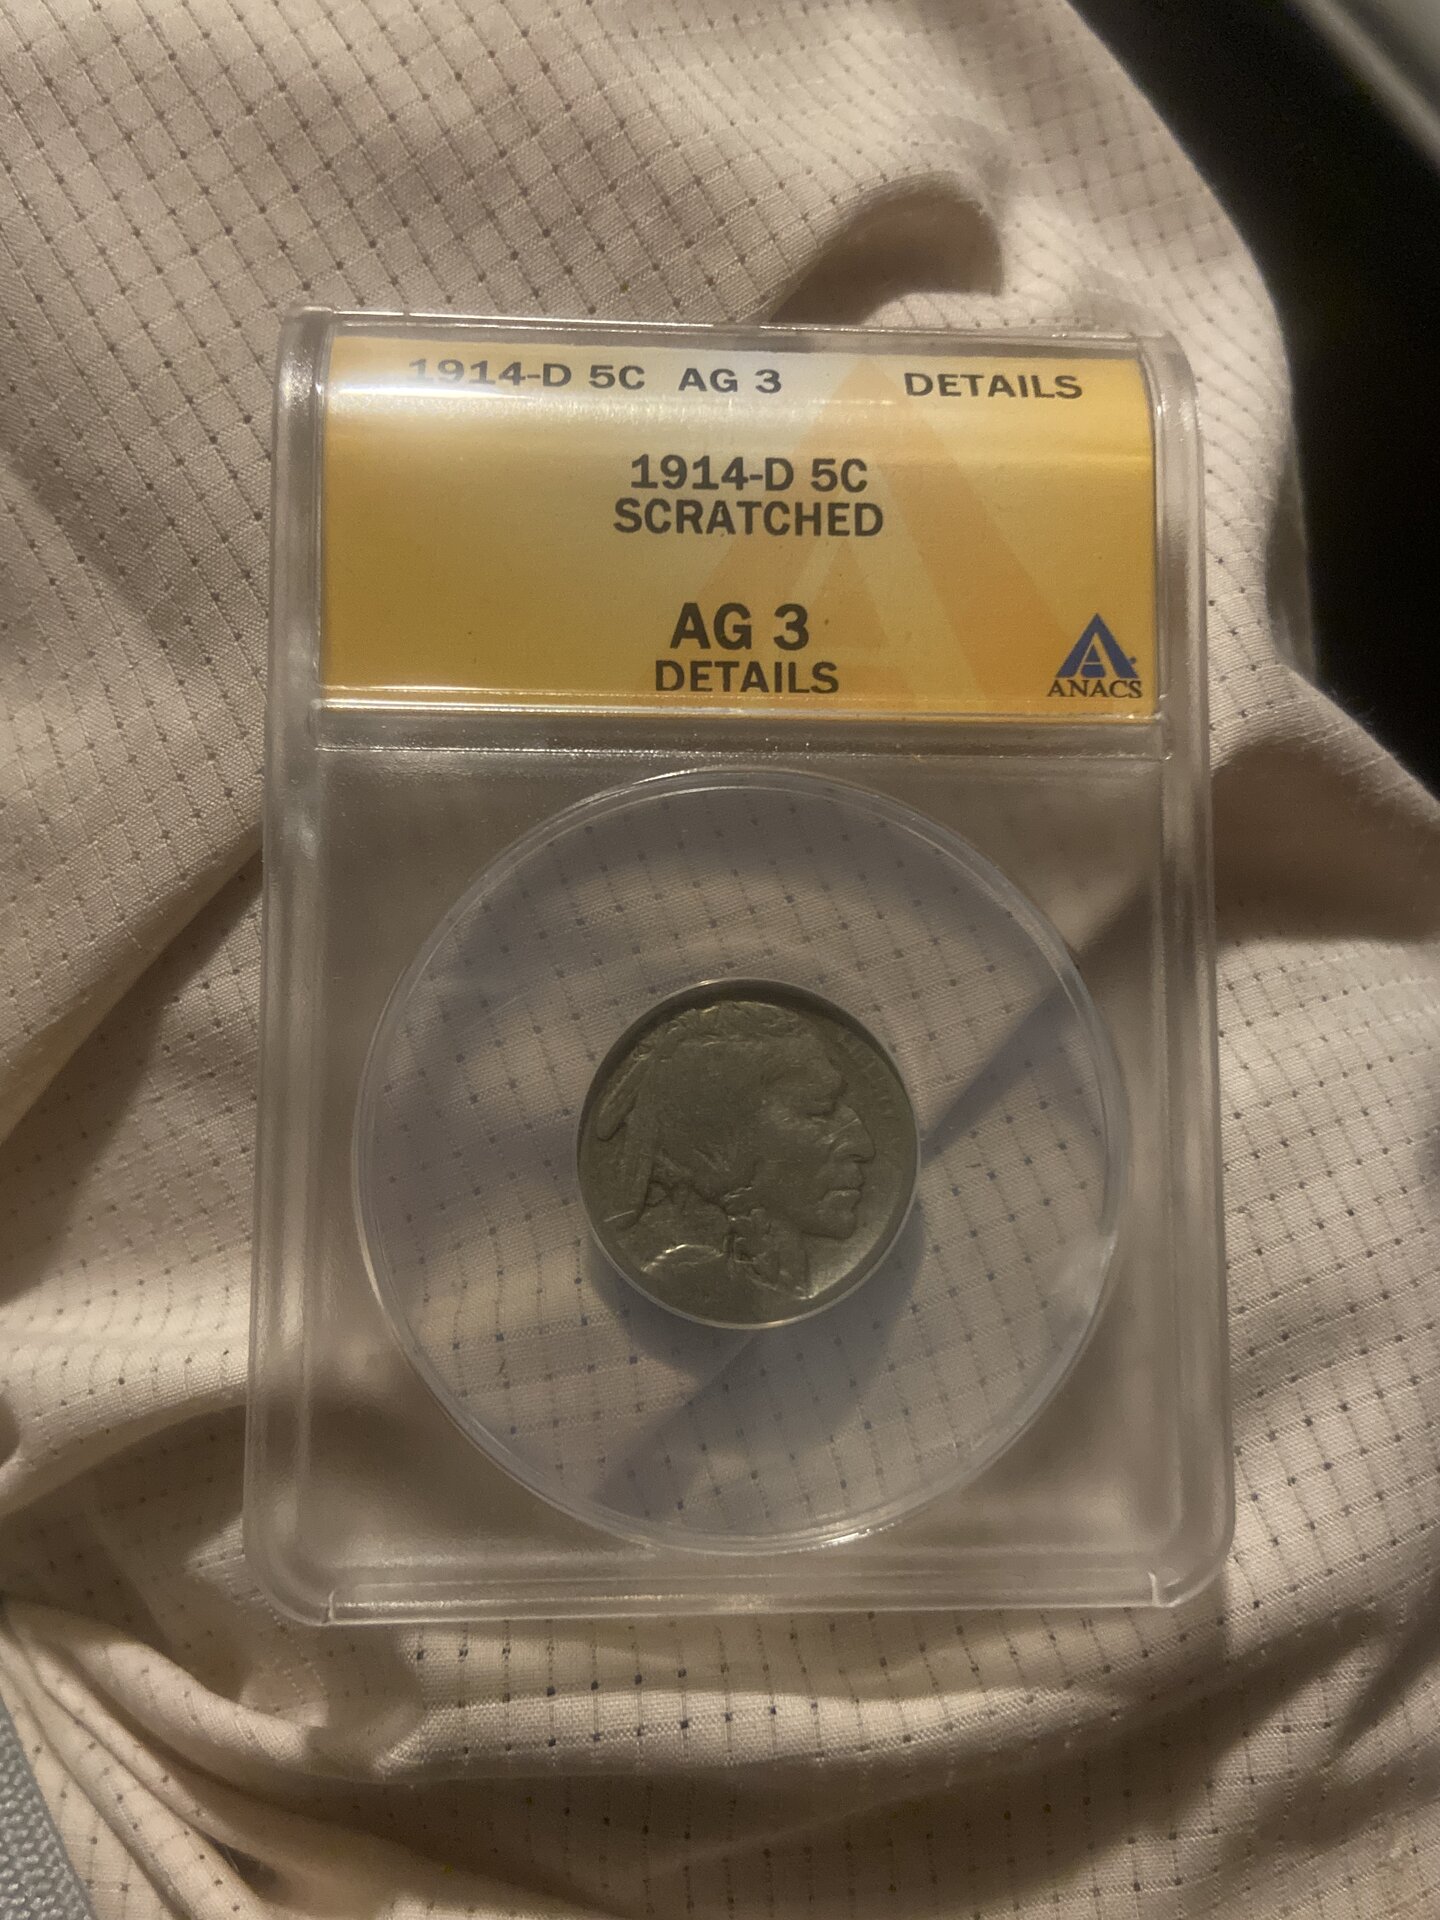 1914-D 5C AG 3 DETAILS
1914-D 5C
SCRATCHED
AG 3
DETAILS
ANACS